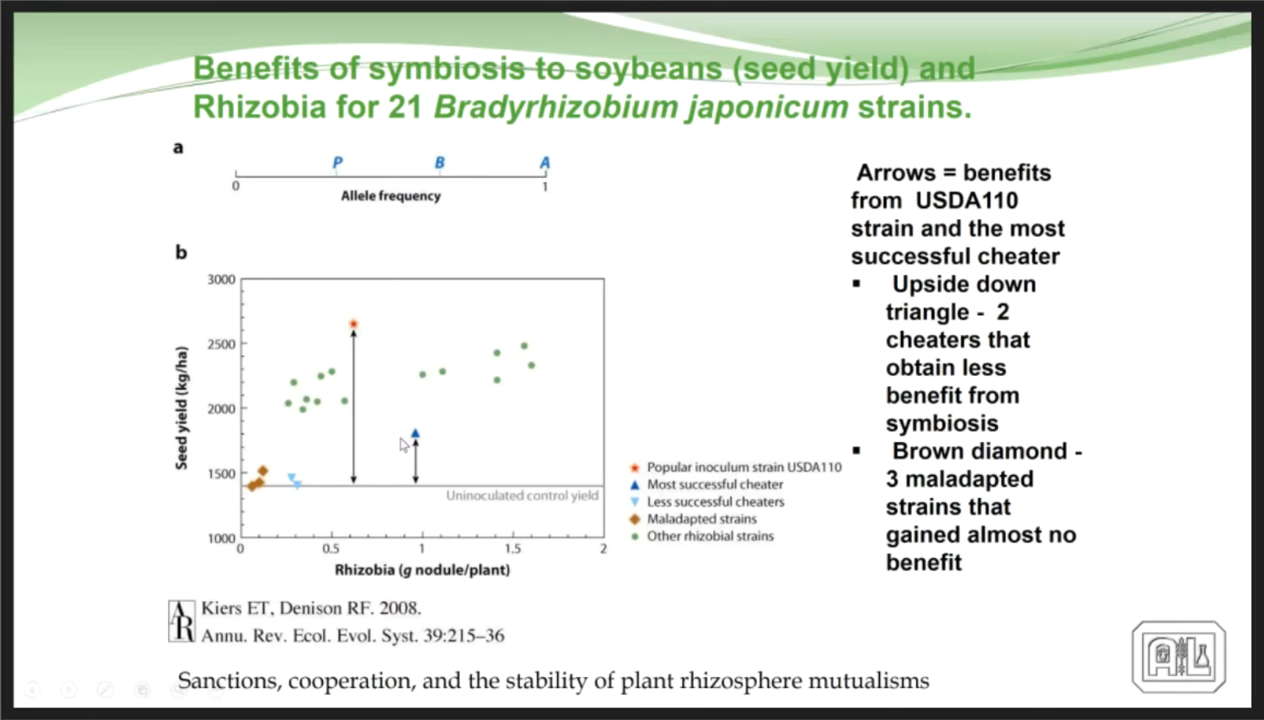 Benefits of symbiosis to soybeans (seed yield) and
Rhizobia for 21 Bradyrhizobium japonicum strains.
a
P B A
0 1
Allele frequency
b
3000
2500
2000
1500
1000
Seed yield (kg/ha)
Uninoculated control yield
0 0.5 1 1.5 2
Rhizobia (g nodule/plant)
Popular inoculum strain USDA110
Most successful cheater
Less successful cheaters
Maladapted strains
Other rhizobial strains
Arrows = benefits
from USDA110
strain and the most
successful cheater
▪ Upside down
triangle - 2
cheaters that
obtain less
benefit from
symbiosis
▪ Brown diamond -
3 maladapted
strains that
gained almost no
benefit
AR
Kiers ET, Denison RF. 2008.
Annu. Rev. Ecol. Evol. Syst. 39:215–36
Sanctions, cooperation, and the stability of plant rhizosphere mutualisms
AIL